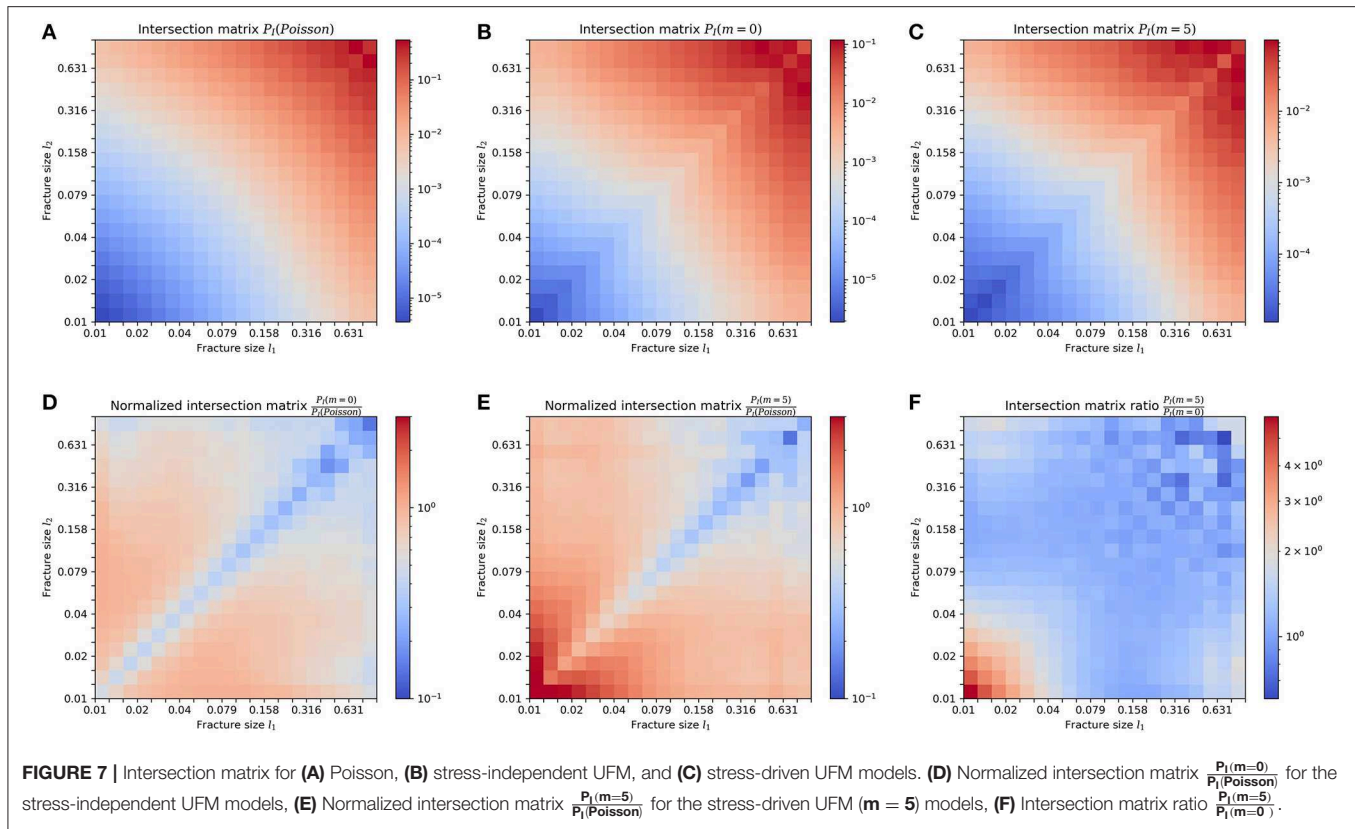 A
Intersection matrix P_I(Poisson)
Fracture size l_2
0.631
0.316
0.158
0.079
0.04
0.02
0.01
0.01 0.02 0.04 0.079 0.158 0.316 0.631
Fracture size l_1
10^-1
10^-2
10^-3
10^-4
10^-5
B
Intersection matrix P_I(m = 0)
Fracture size l_2
0.631
0.316
0.158
0.079
0.04
0.02
0.01
0.01 0.02 0.04 0.079 0.158 0.316 0.631
Fracture size l_1
10^-1
10^-2
10^-3
10^-4
10^-5
C
Intersection matrix P_I(m = 5)
Fracture size l_2
0.631
0.316
0.158
0.079
0.04
0.02
0.01
0.01 0.02 0.04 0.079 0.158 0.316 0.631
Fracture size l_1
10^-2
10^-3
10^-4
D
Normalized intersection matrix P_I(m=0)/P_I(Poisson)
Fracture size l_2
0.631
0.316
0.158
0.079
0.04
0.02
0.01
0.01 0.02 0.04 0.079 0.158 0.316 0.631
Fracture size l_1
10^0
10^-1
E
Normalized intersection matrix P_I(m=5)/P_I(Poisson)
Fracture size l_2
0.631
0.316
0.158
0.079
0.04
0.02
0.01
0.01 0.02 0.04 0.079 0.158 0.316 0.631
Fracture size l_1
10^0
10^-1
F
Intersection matrix ratio P_I(m=5)/P_I(m=0)
Fracture size l_2
0.631
0.316
0.158
0.079
0.04
0.02
0.01
0.01 0.02 0.04 0.079 0.158 0.316 0.631
Fracture size l_1
4 × 10^0
3 × 10^0
2 × 10^0
10^0
FIGURE 7 | Intersection matrix for (A) Poisson, (B) stress-independent UFM, and (C) stress-driven UFM models. (D) Normalized intersection matrix P_I(m=0)/P_I(Poisson) for the
stress-independent UFM models, (E) Normalized intersection matrix P_I(m=5)/P_I(Poisson) for the stress-driven UFM (m = 5) models, (F) Intersection matrix ratio P_I(m=5)/P_I(m=0) .